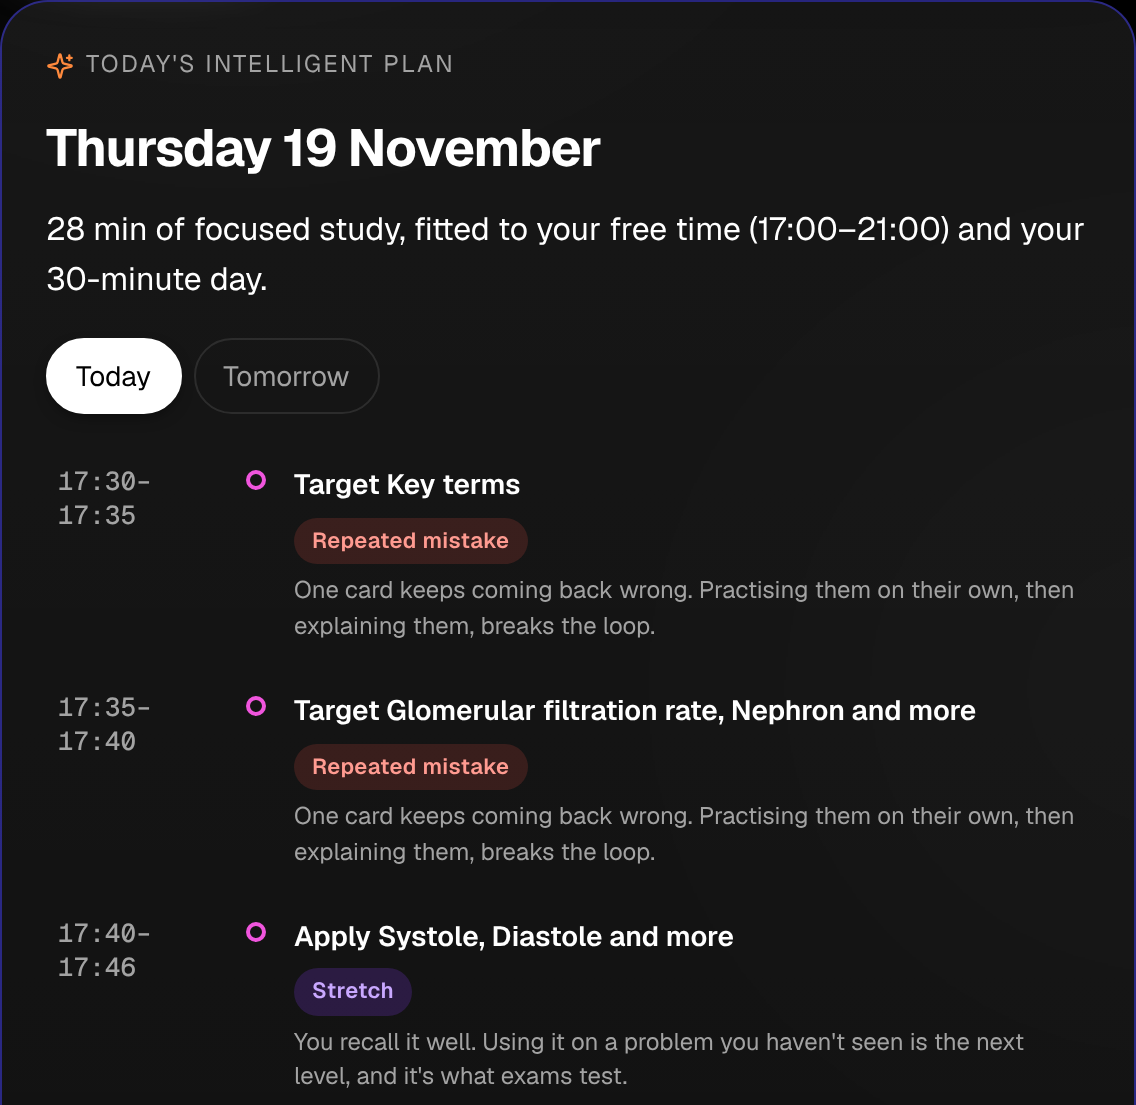 TODAY'S INTELLIGENT PLAN
Thursday 19 November
28 min of focused study, fitted to your free time (17:00–21:00) and your
30-minute day.
Today
Tomorrow
17:30–
17:35
Target Key terms
Repeated mistake
One card keeps coming back wrong. Practising them on their own, then
explaining them, breaks the loop.
17:35–
17:40
Target Glomerular filtration rate, Nephron and more
Repeated mistake
One card keeps coming back wrong. Practising them on their own, then
explaining them, breaks the loop.
17:40–
17:46
Apply Systole, Diastole and more
Stretch
You recall it well. Using it on a problem you haven't seen is the next
level, and it's what exams test.